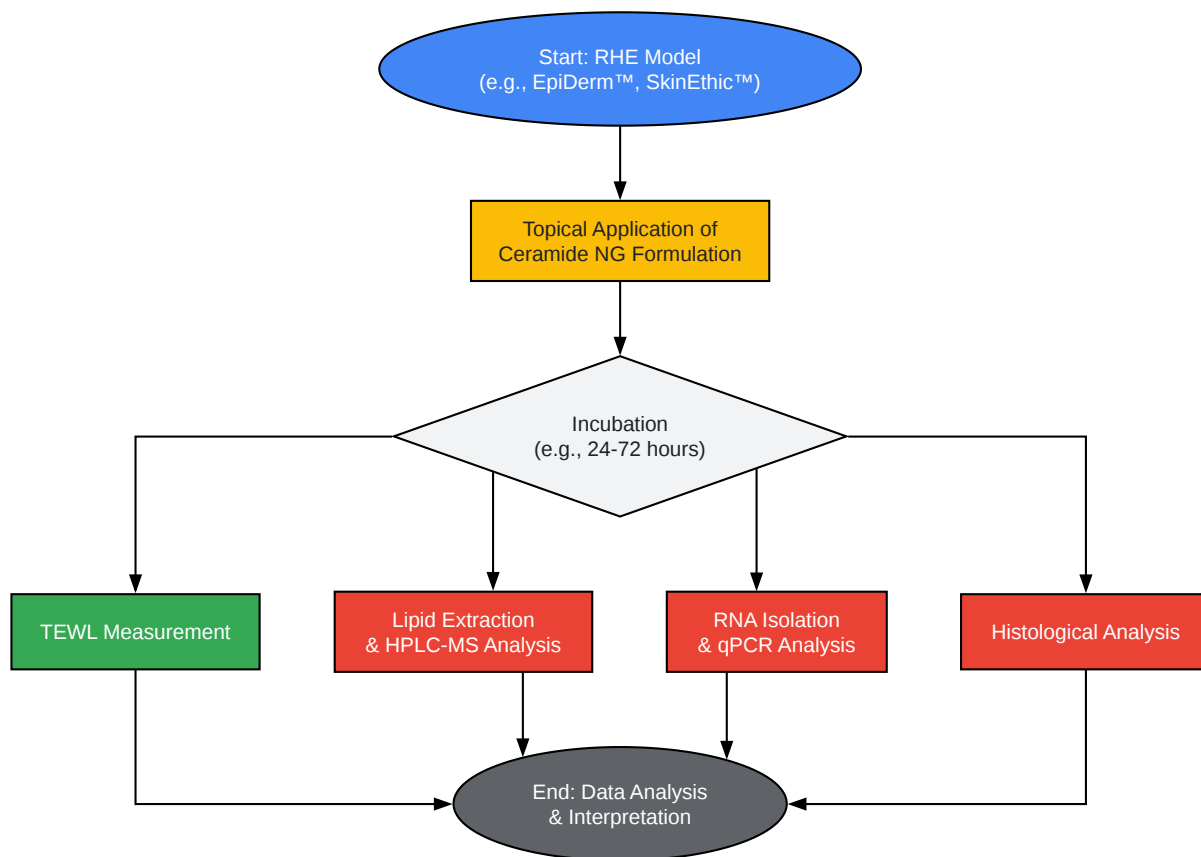 Start: RHE Model
(e.g., EpiDerm™, SkinEthic™)
Topical Application of
Ceramide NG Formulation
Incubation
(e.g., 24-72 hours)
TEWL Measurement
Lipid Extraction
& HPLC-MS Analysis
RNA Isolation
& qPCR Analysis
Histological Analysis
End: Data Analysis
& Interpretation